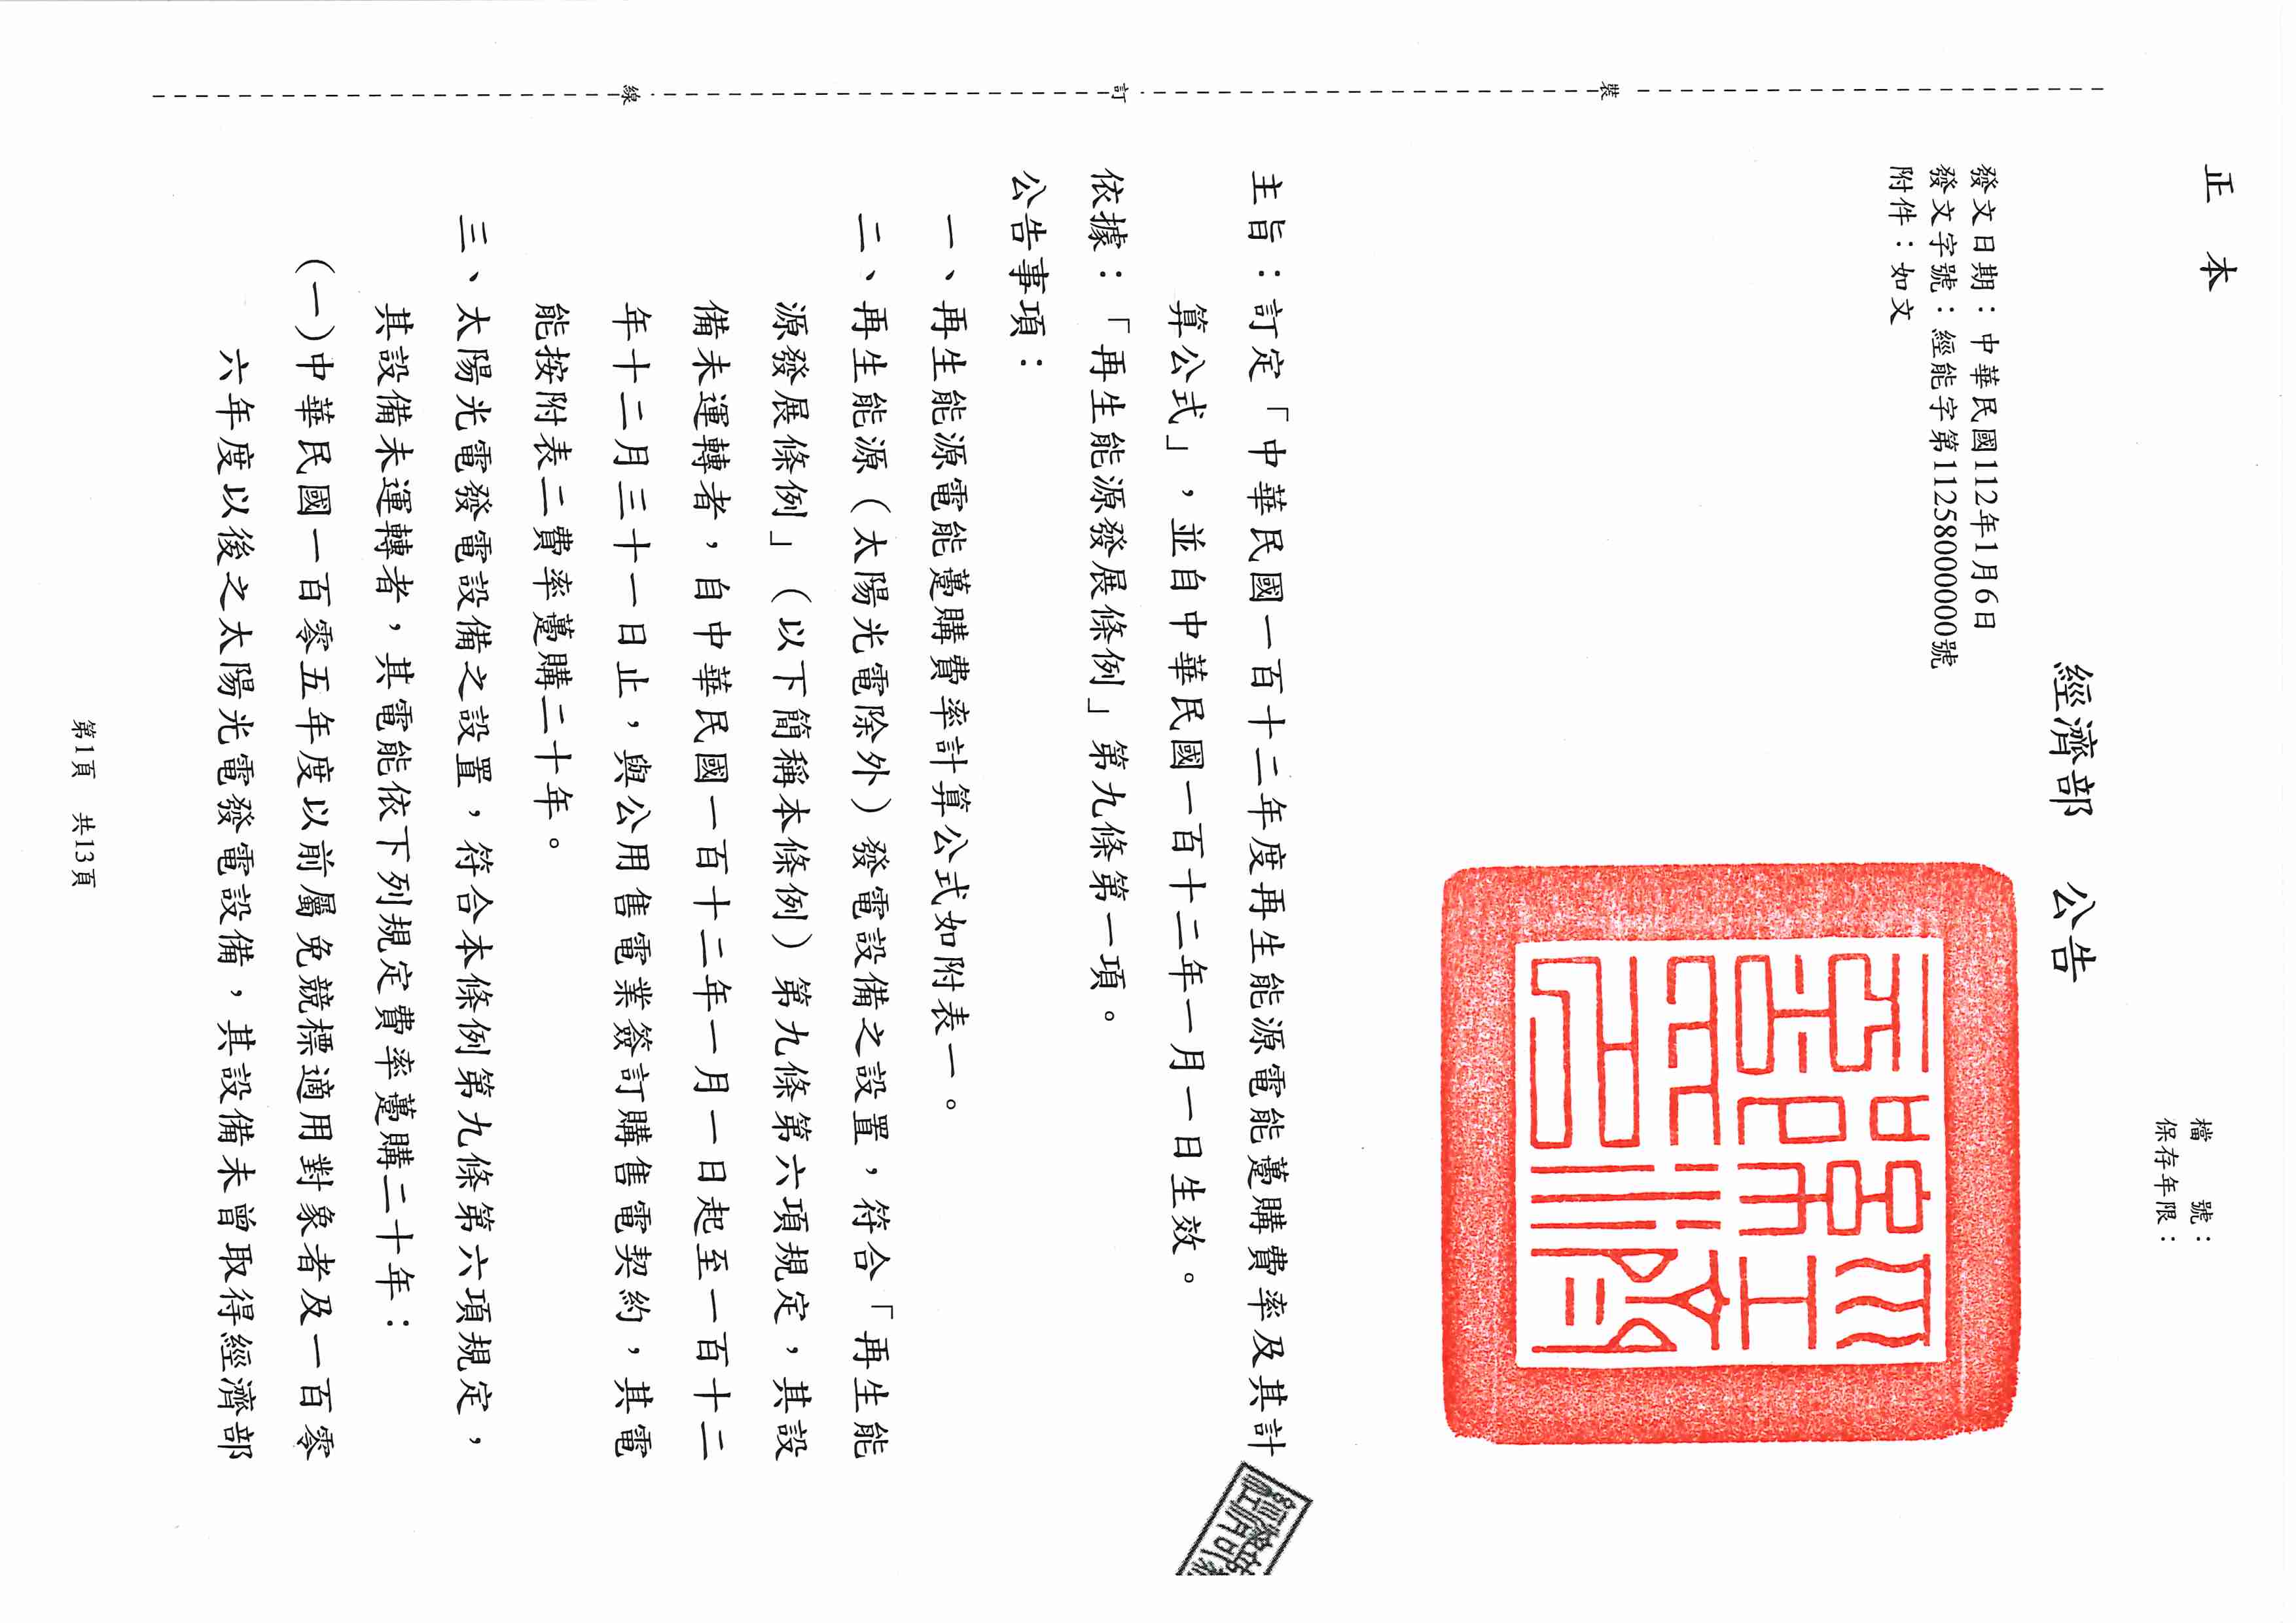 正本
檔號：
保存年限：
經濟部 公告
發文日期：中華民國112年1月6日
發文字號：經能字第11258000000號
附件：如文
經濟部印
主旨：訂定「中華民國一百十二年度再生能源電能躉購費率及其計
算公式」，並自中華民國一百十二年一月一日生效。
經濟部
依據：「再生能源發展條例」第九條第一項。
公告事項：
一、再生能源電能躉購費率計算公式如附表一。
二、再生能源（太陽光電除外）發電設備之設置，符合「再生能
源發展條例」（以下簡稱本條例）第九條第六項規定，其設
備未運轉者，自中華民國一百十二年一月一日起至一百十二
年十二月三十一日止，與公用售電業簽訂購售電契約，其電
能按附表二費率躉購二十年。
三、太陽光電發電設備之設置，符合本條例第九條第六項規定，
其設備未運轉者，其電能依下列規定費率躉購二十年：
(一)中華民國一百零五年度以前屬免競標適用對象者及一百零
六年度以後之太陽光電發電設備，其設備未曾取得經濟部
裝
訂
線
第1頁 共13頁